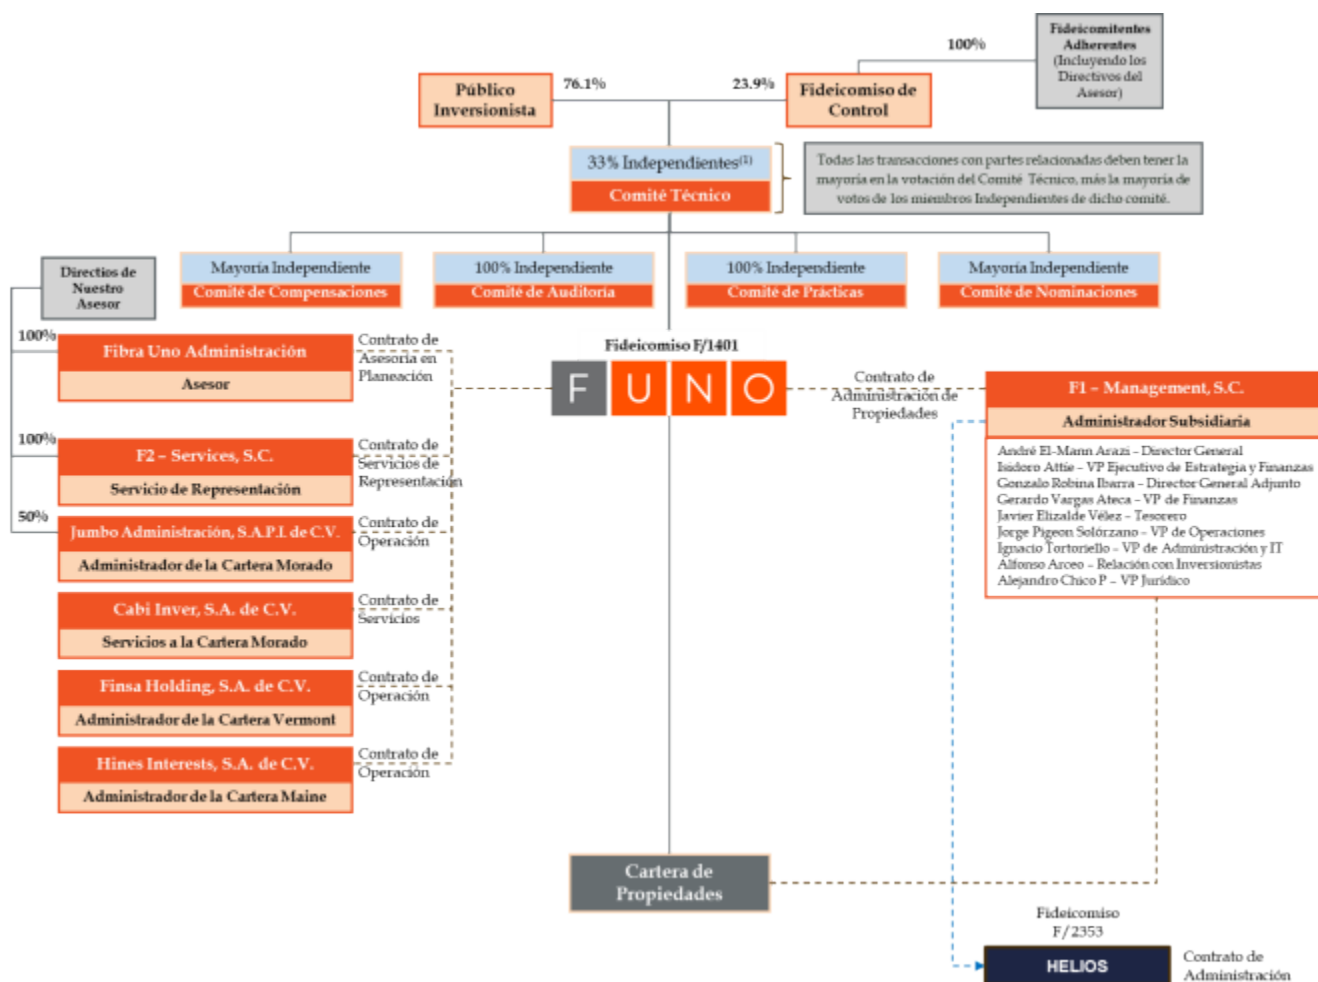 Fideicomitentes
Adherentes
(Incluyendo los
Directivos del
Asesor)
100%
Público
Inversionista
76.1%
23.9%
Fideicomiso de
Control
33% Independientes(1)
Comité Técnico
Todas las transacciones con partes relacionadas deben tener la
mayoría en la votación del Comité Técnico, más la mayoría de
votos de los miembros Independientes de dicho comité.
Mayoría Independiente
Comité de Compensaciones
100% Independiente
Comité de Auditoría
100% Independiente
Comité de Prácticas
Mayoría Independiente
Comité de Nominaciones
Directios de
Nuestro
Asesor
100%
Fibra Uno Administración
Asesor
Contrato de
Asesoría en
Planeación
100%
F2 – Services, S.C.
Servicio de Representación
Contrato de
Servicios de
Representación
50%
Jumbo Administración, S.A.P.I. de C.V.
Administrador de la Cartera Morado
Contrato de
Operación
Cabi Inver, S.A. de C.V.
Servicios a la Cartera Morado
Contrato de
Servicios
Finsa Holding, S.A. de C.V.
Administrador de la Cartera Vermont
Contrato de
Operación
Hines Interests, S.A. de C.V.
Administrador de la Cartera Maine
Contrato de
Operación
Fideicomiso F/1401
FUNO
Contrato de
Administración de
Propiedades
F1 – Management, S.C.
Administrador Subsidiaria
André El-Mann Arazi – Director General
Isidoro Attie – VP Ejecutivo de Estrategia y Finanzas
Gonzalo Robina Ibarra – Director General Adjunto
Gerardo Vargas Ateca – VP de Finanzas
Javier Elizalde Vélez – Tesorero
Jorge Pigeon Solórzano – VP de Operaciones
Ignacio Tortoriello – VP de Administración y IT
Alfonso Arceo – Relación con Inversionistas
Alejandro Chico P – VP Jurídico
Cartera de
Propiedades
Fideicomiso
F/2353
HELIOS
Contrato de
Administración